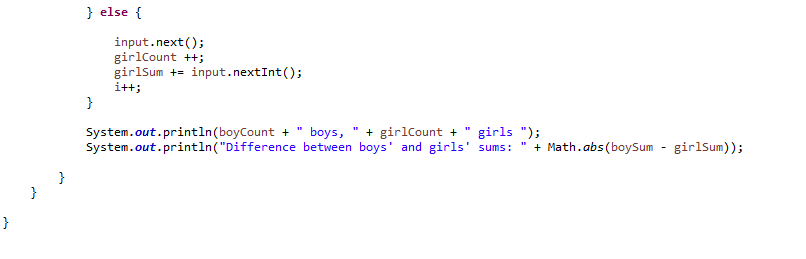 } else {
input.next();
girlCount ++;
girlSum += input.nextInt();
i++;
}
System.out.println(boyCount + " boys, " + girlCount + " girls ");
System.out.println("Difference between boys' and girls' sums: " + Math.abs(boySum - girlSum));
}
}
}